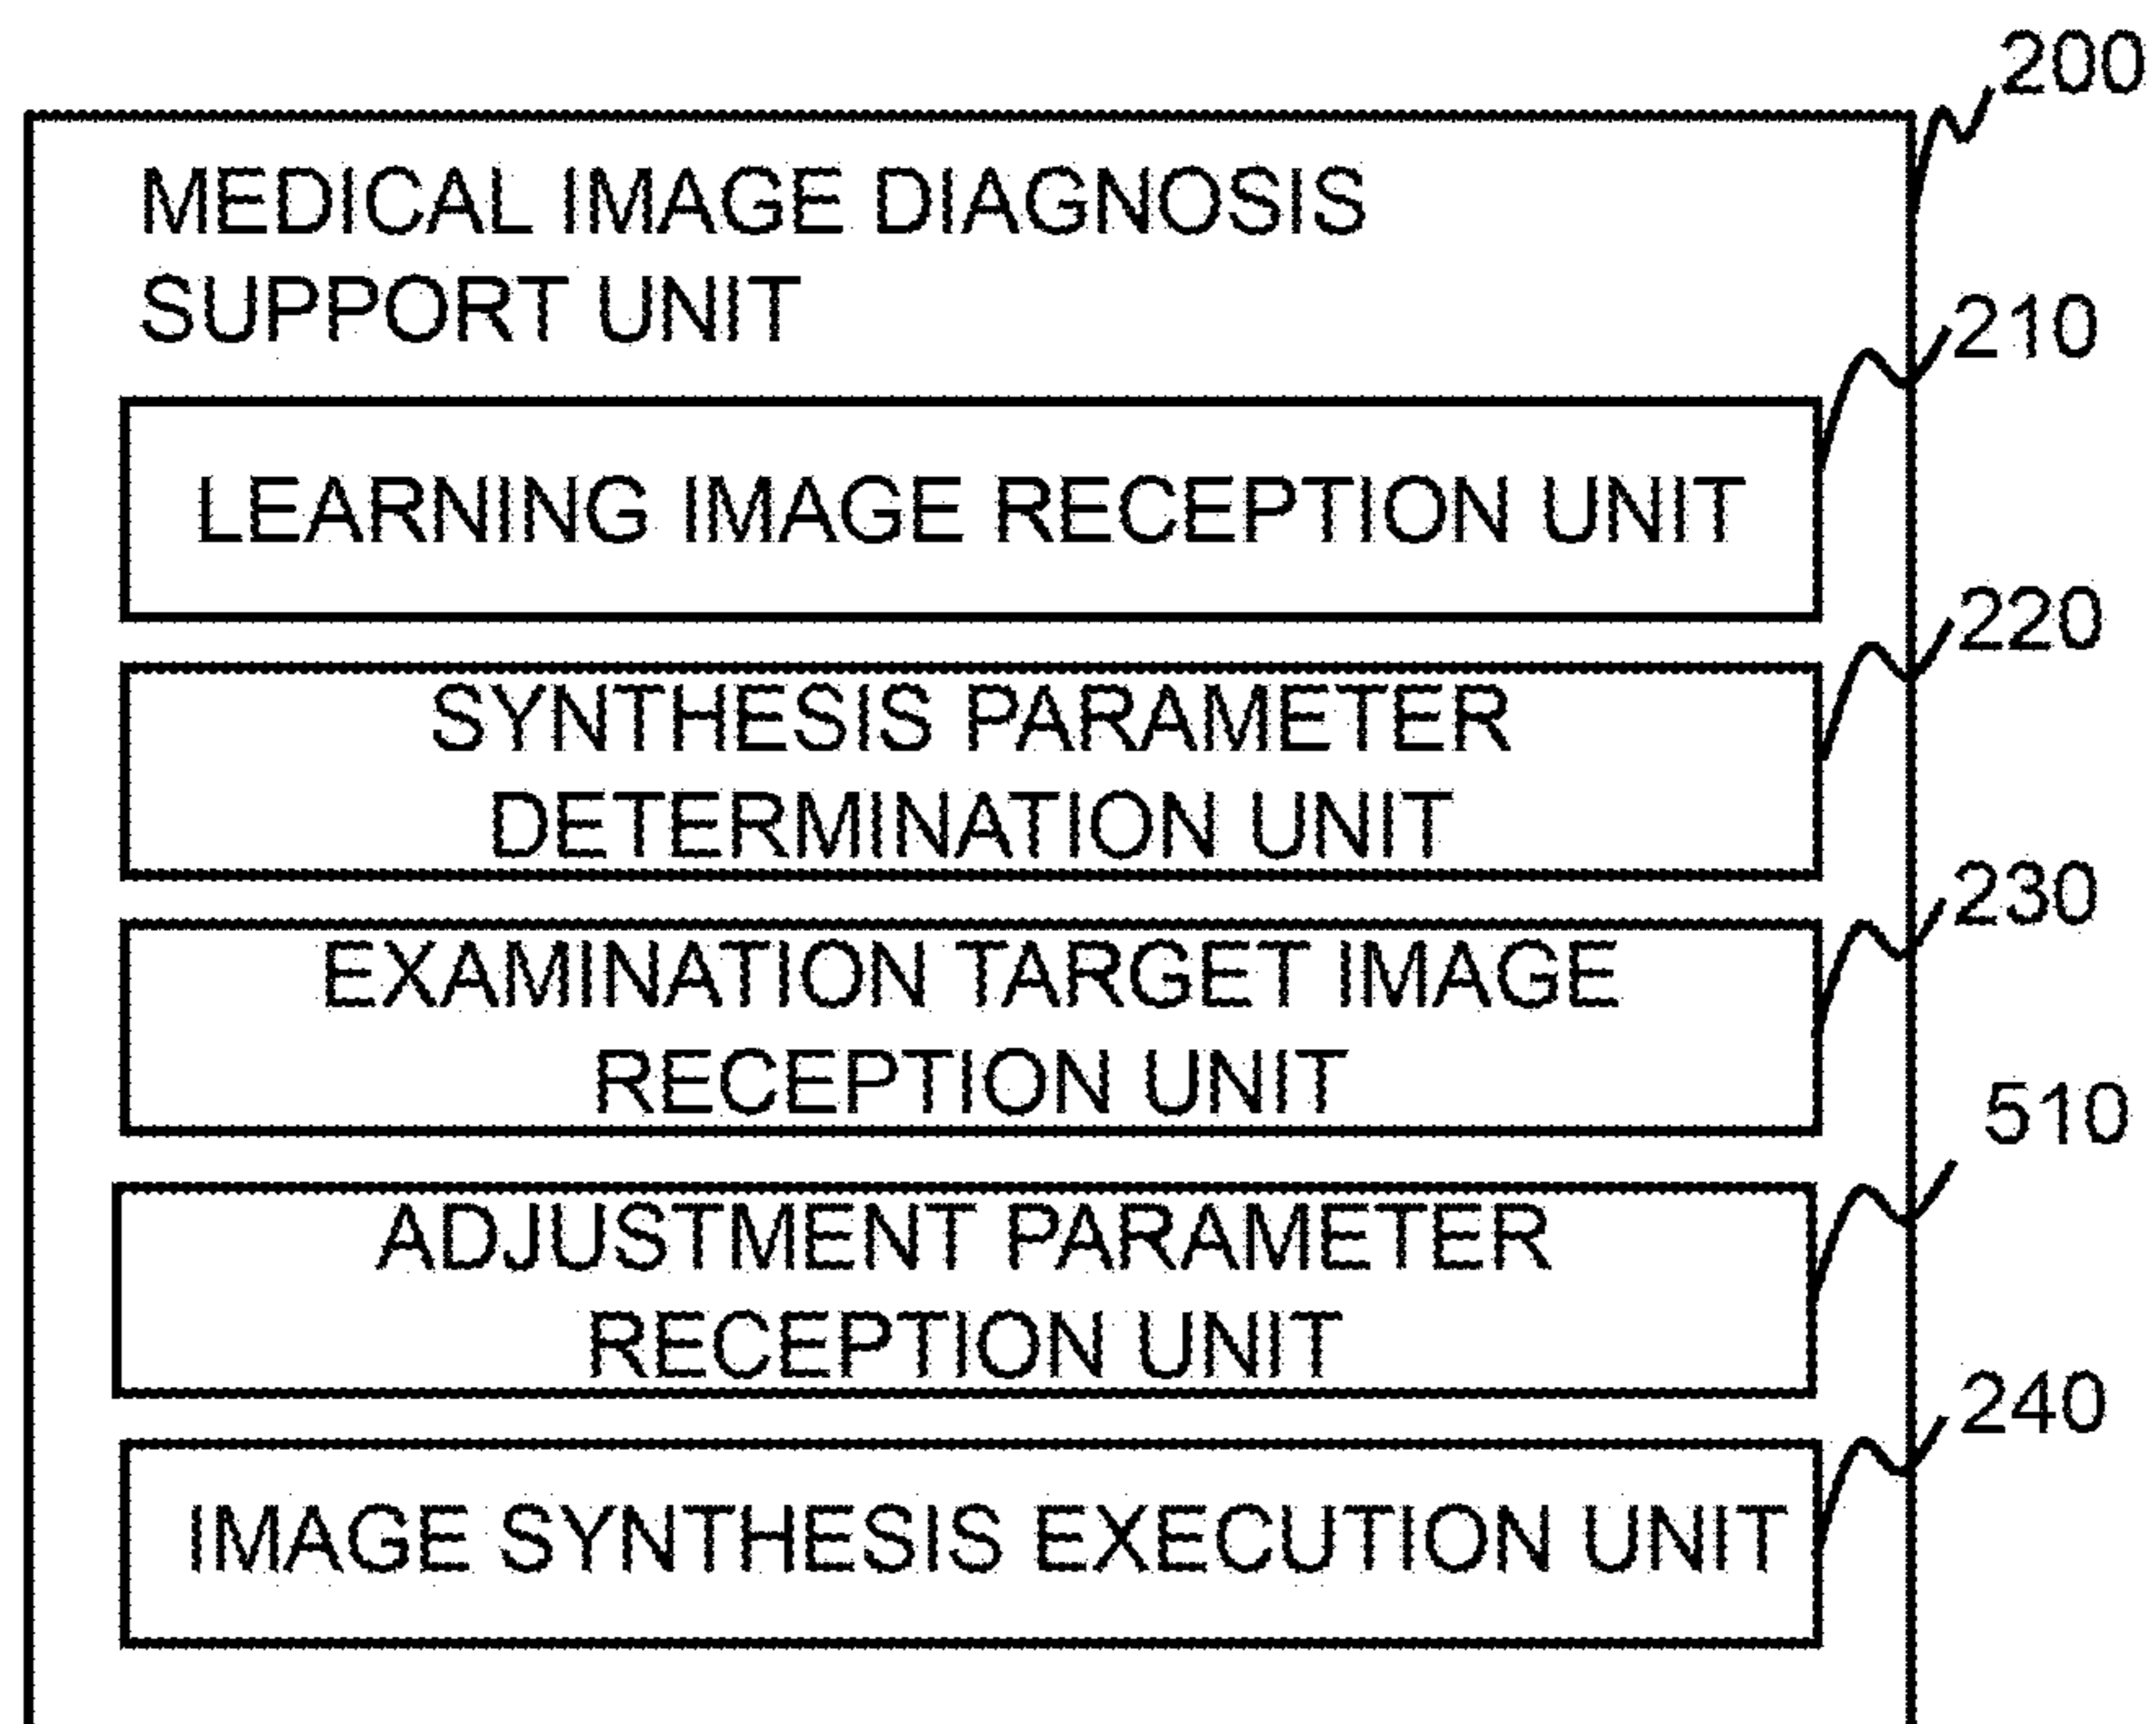 200
MEDICAL IMAGE DIAGNOSIS
SUPPORT UNIT
210
LEARNING IMAGE RECEPTION UNIT
220
SYNTHESIS PARAMETER
DETERMINATION UNIT
230
EXAMINATION TARGET IMAGE
RECEPTION UNIT
510
ADJUSTMENT PARAMETER
RECEPTION UNIT
240
IMAGE SYNTHESIS EXECUTION UNIT